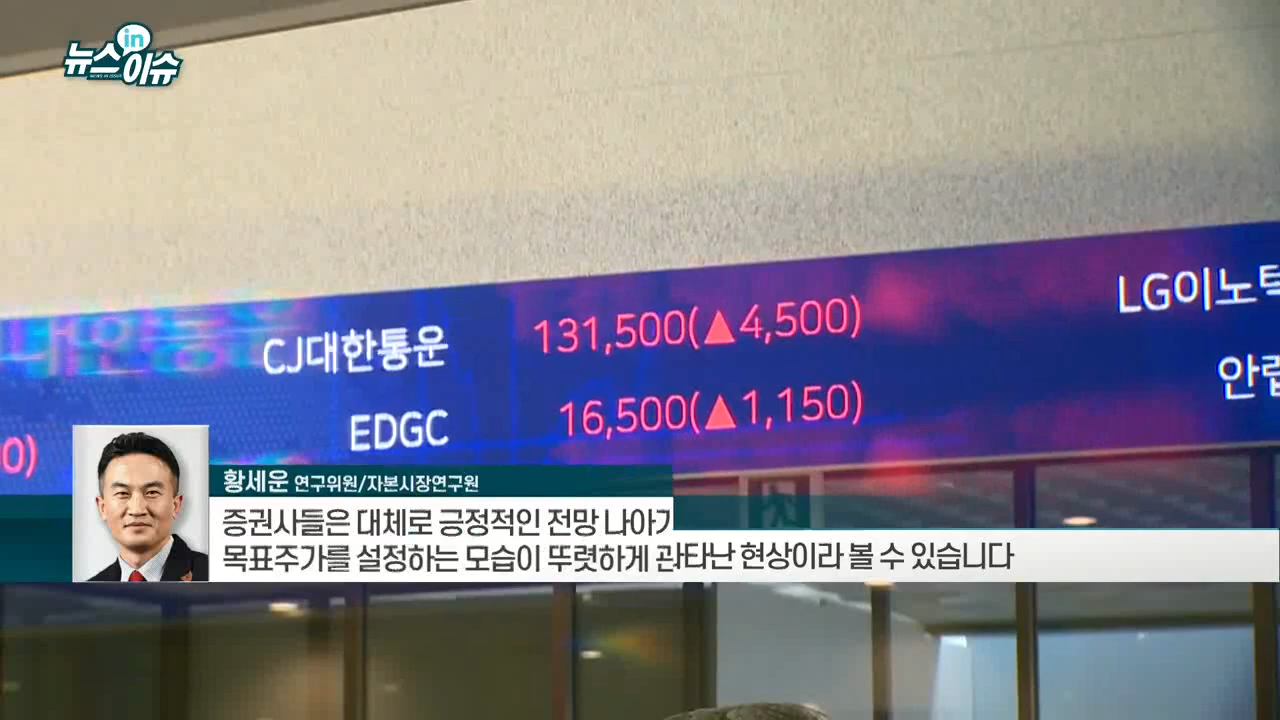 뉴스in이슈
NEWS IN ISSUE
LG이노텍
CJ대한통운 131,500(▲4,500)
EDGC 16,500(▲1,150)
0)
황세운 연구위원/자본시장연구원
증권사들은 대체로 긍정적인 전망 나아가
목표주가를 설정하는 모습이 뚜렷하게 관타난 현상이라 볼 수 있습니다